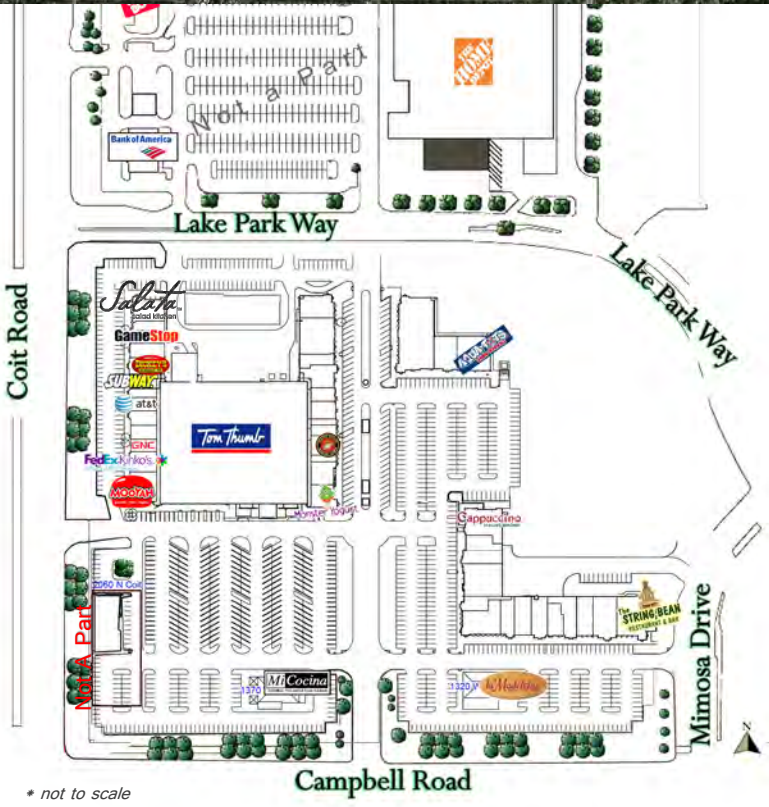 Not a Part
THE
HOME
DEPOT
Bank of America
Lake Park Way
Lake Park Way
Coit Road
Salata
salad kitchen
GameStop
SUBWAY
at&t
Tom Thumb
GNC
FedEx Kinko's
MOOYAH
Monster Yogurt
Cappuccino
2060 N Coit
Not A Part
The
STRING BEAN
RESTAURANT & BAR
Mimosa Drive
1370
Mi Cocina
1320
la Madeleine
N
Campbell Road
* not to scale